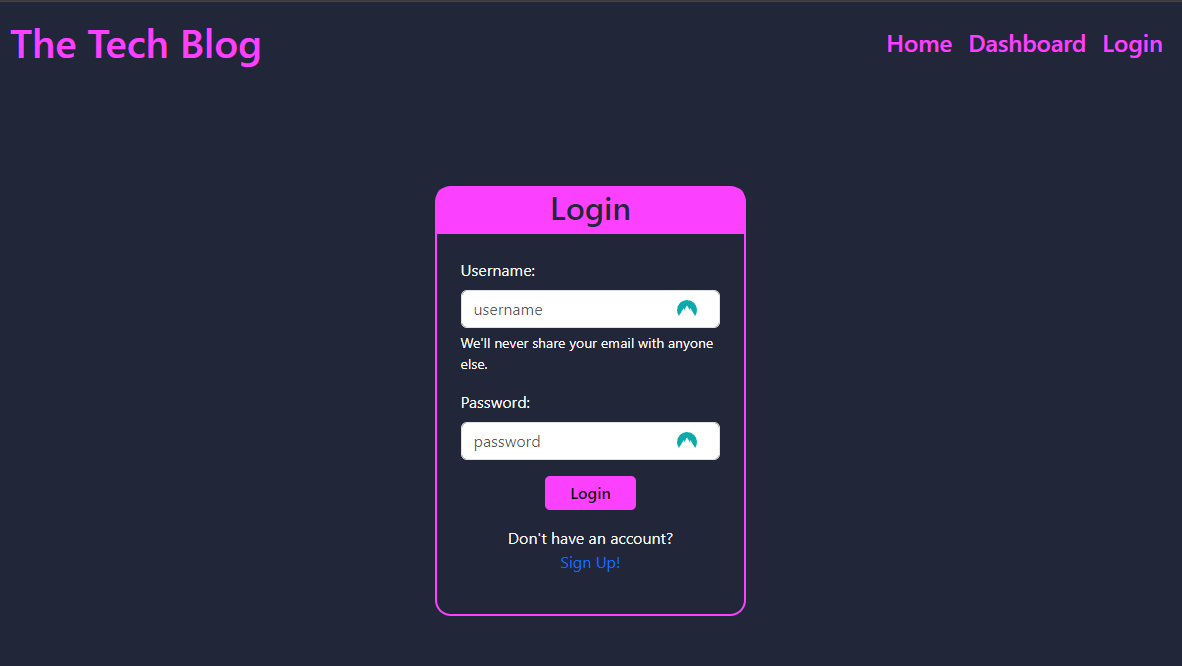 The Tech Blog
Home Dashboard Login
Login
Username:
username
We'll never share your email with anyone
else.
Password:
password
Login
Don't have an account?
Sign Up!